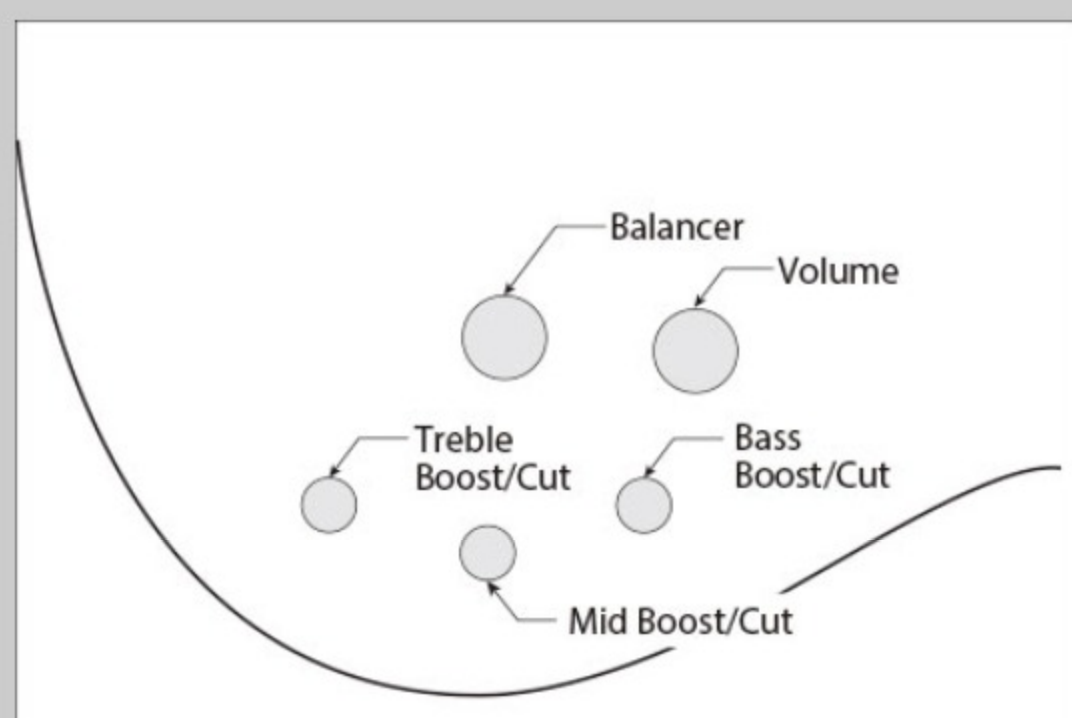 Balancer
Volume
Treble
Boost/Cut
Bass
Boost/Cut
Mid Boost/Cut